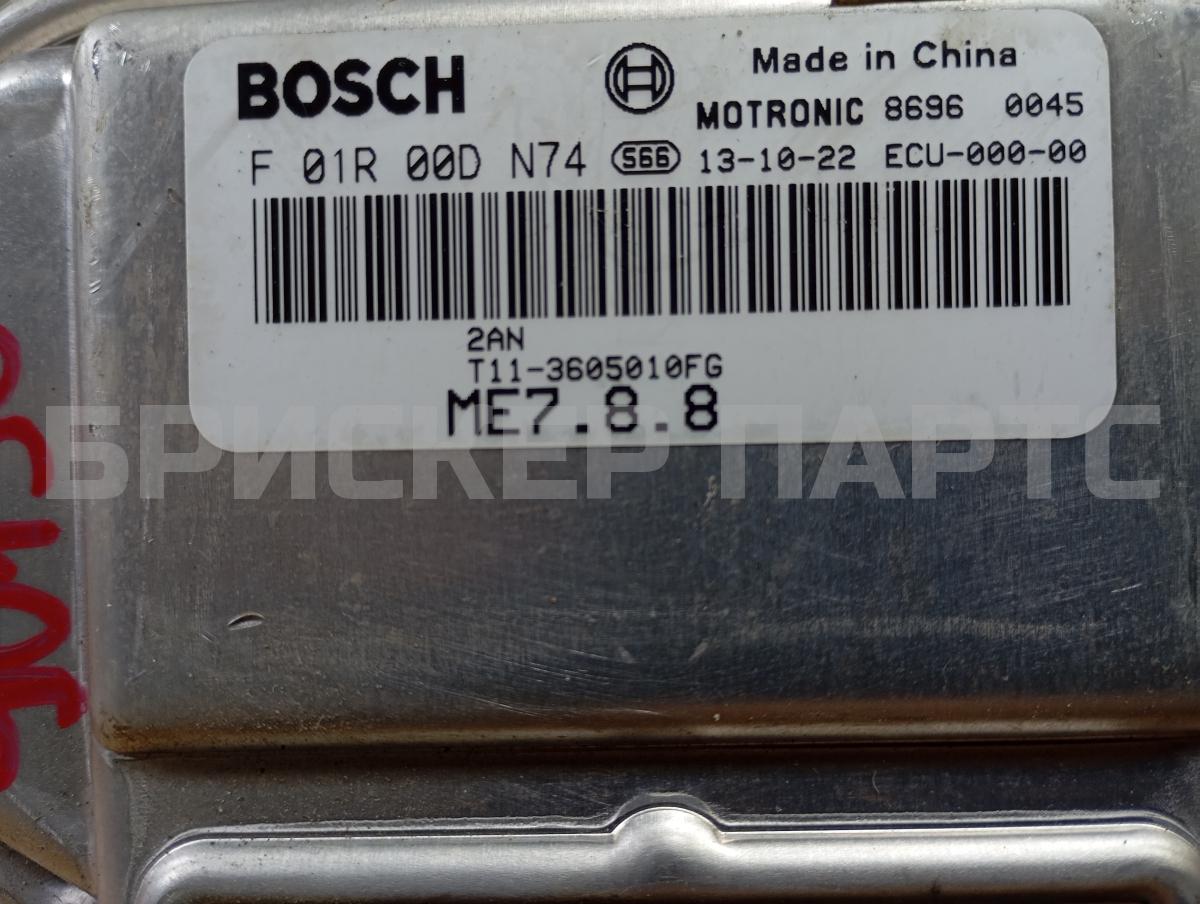 BOSCH
Made in China
MOTRONIC 8696 0045
F 01R 00D N74 S66 13-10-22 ECU-000-00
2AN
T11-3605010FG
ME7.8.8
БРИСКЕР ПАРТС